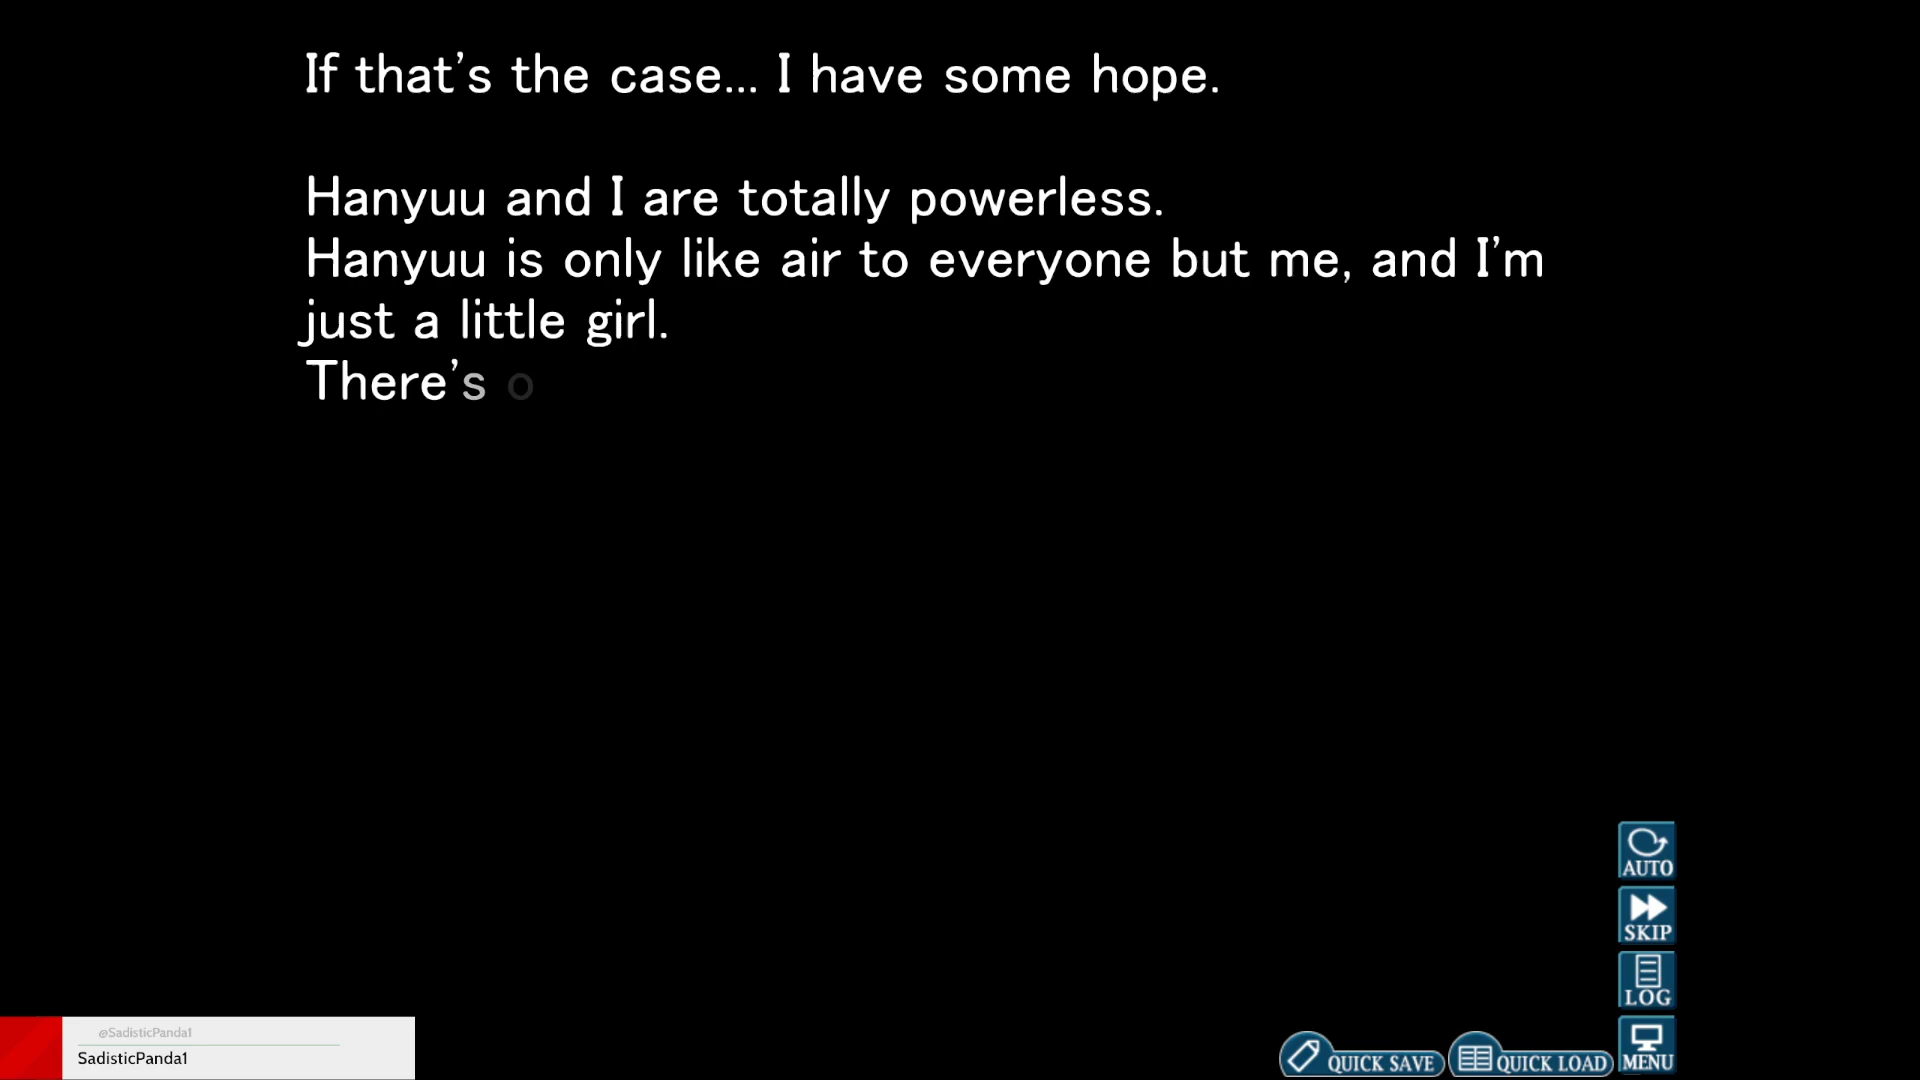 If that's the case... I have some hope.
Hanyuu and I are totally powerless.
Hanyuu is only like air to everyone but me, and I'm
just a little girl.
There's o
AUTO
SKIP
LOG
MENU
QUICK SAVE
QUICK LOAD
@SadisticPanda1
SadisticPanda1